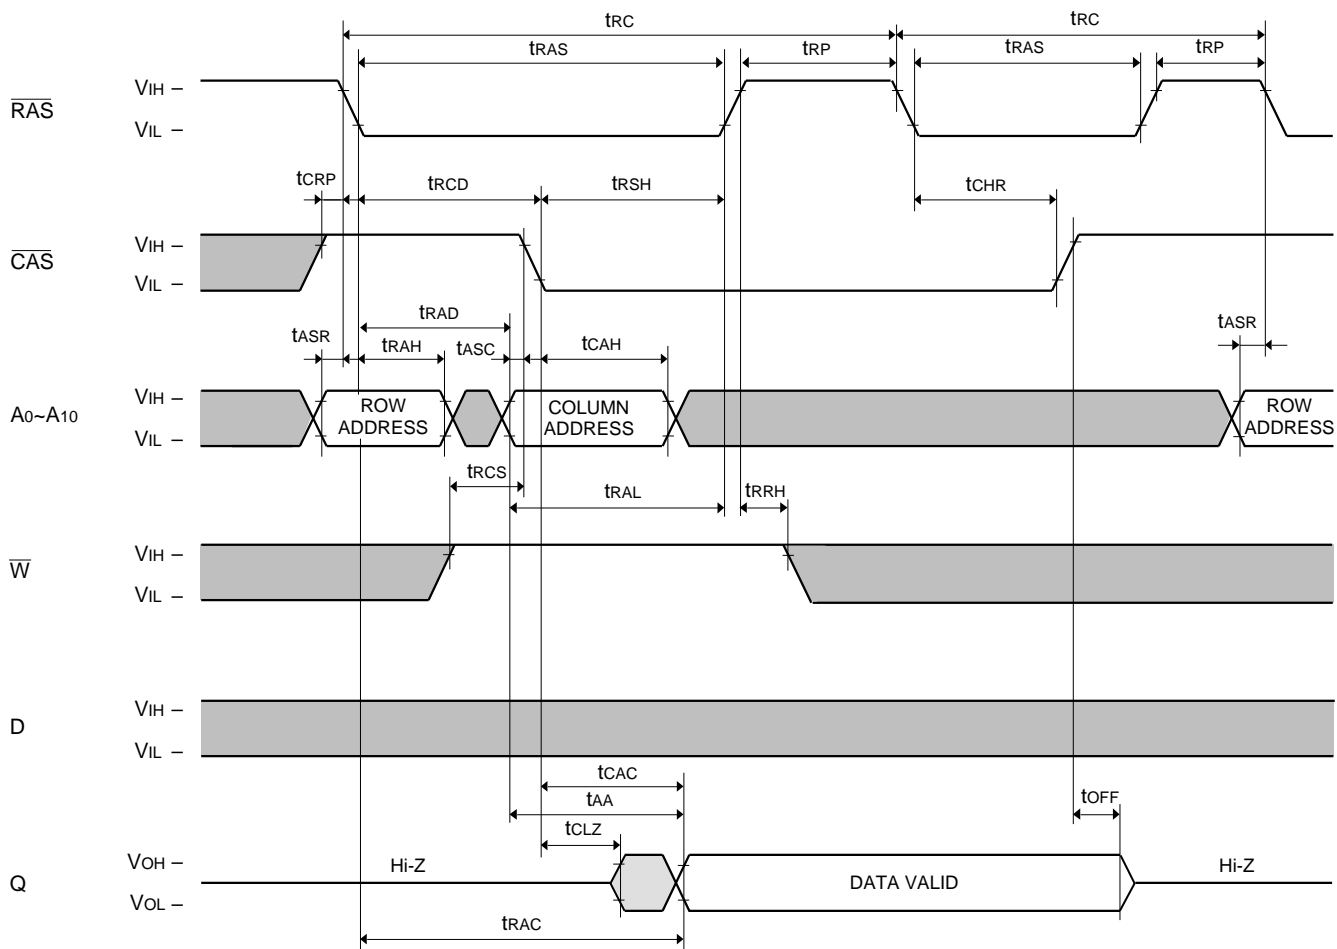 tRC tRC
tRAS tRP tRAS tRP
RAS
VIH –
VIL –
tCRP tRCD tRSH tCHR
CAS
VIH –
VIL –
tRAD
tASR tRAH tASC tCAH tASR
A0~A10
VIH –
VIL –
ROW
ADDRESS
COLUMN
ADDRESS
ROW
ADDRESS
tRCS tRAL tRRH
W
VIH –
VIL –
D
VIH –
VIL –
tCAC
tAA
tOFF
tCLZ
Q
VOH –
VOL –
Hi-Z
DATA VALID
Hi-Z
tRAC